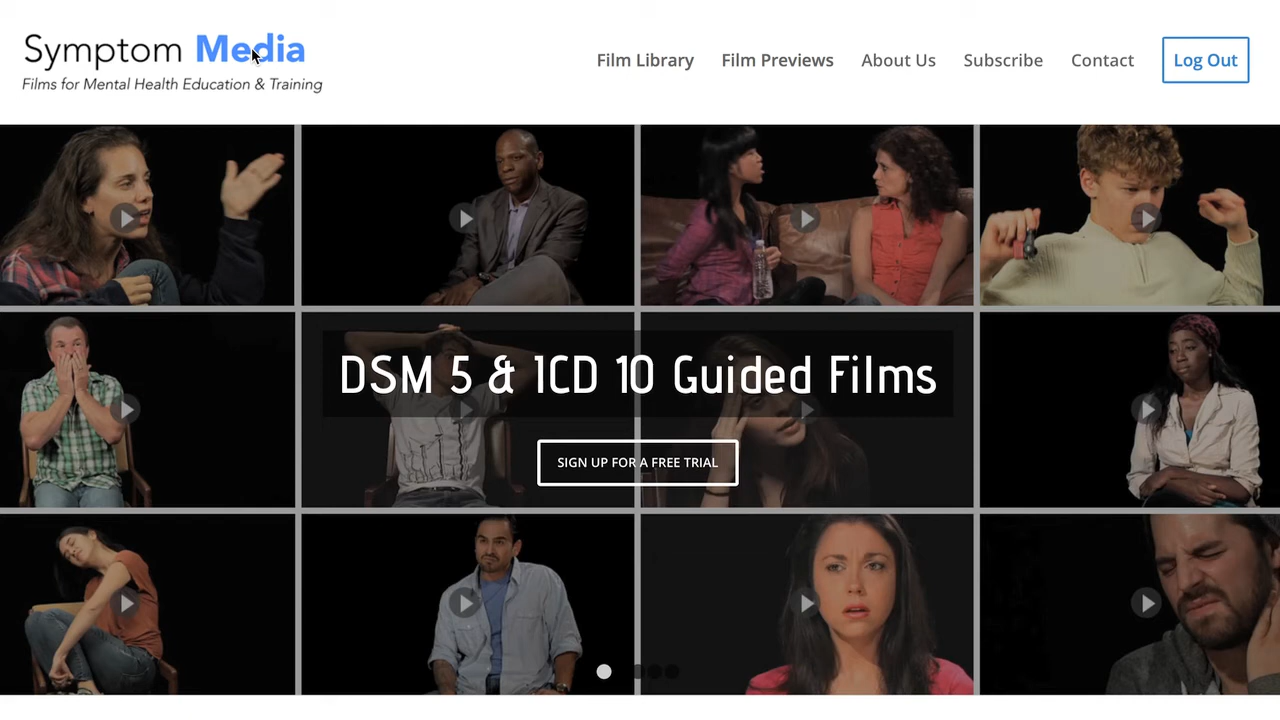 Symptom Media
Films for Mental Health Education & Training
Film Library
Film Previews
About Us
Subscribe
Contact
Log Out
DSM 5 & ICD 10 Guided Films
SIGN UP FOR A FREE TRIAL